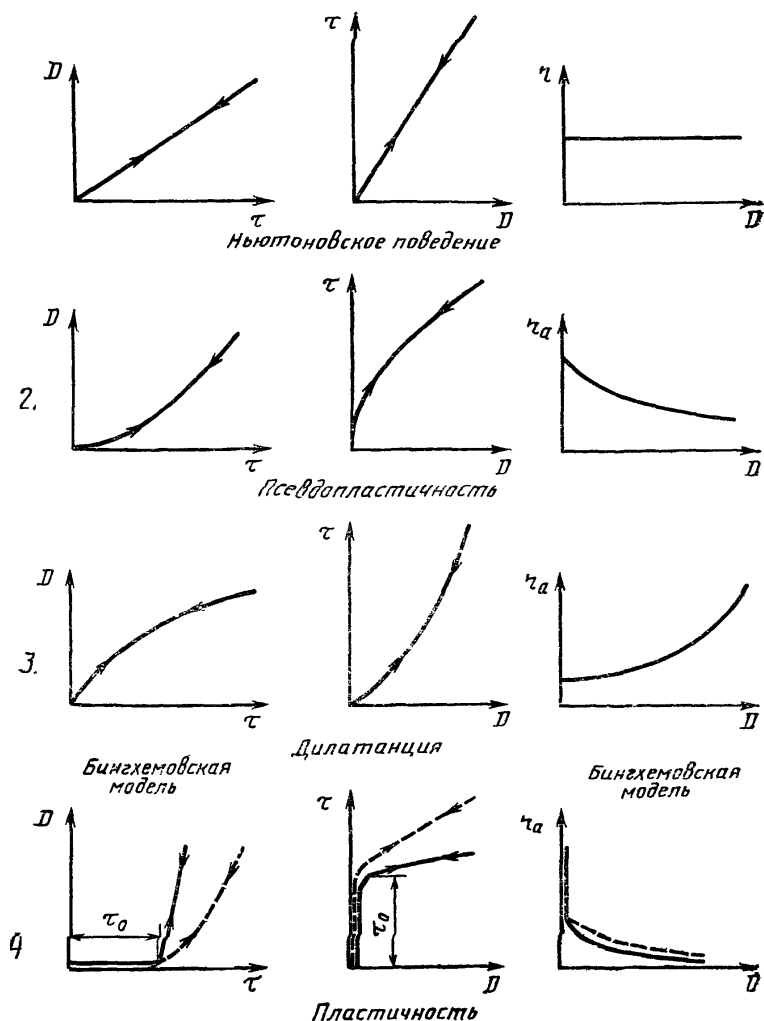 D
τ
τ
D
η
D
Ньютоновское поведение
2.
D
τ
τ
D
ηa
D
Псевдопластичность
3.
D
τ
τ
D
ηa
D
Дилатанция
Бингхемовская
модель
Бингхемовская
модель
4
D
τ0
τ
τ
τ0
D
ηa
D
Пластичность